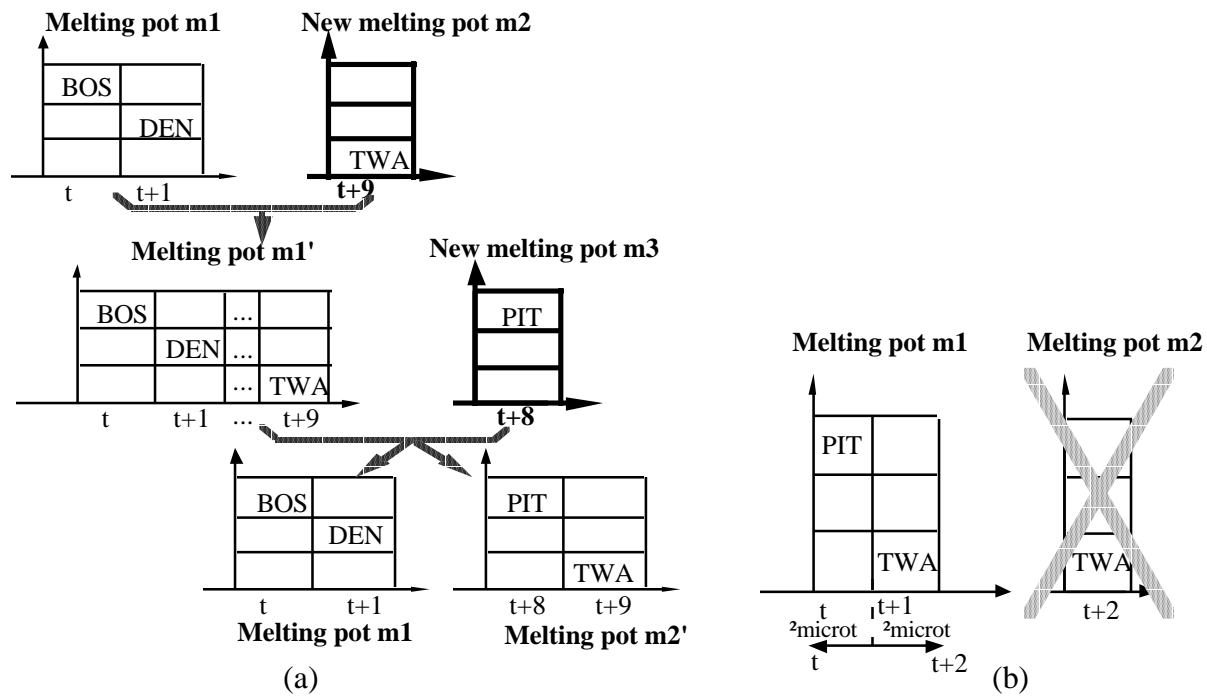 Melting pot m1
New melting pot m2
BOS
DEN
TWA
t
t+1
t+9
Melting pot m1'
New melting pot m3
BOS
...
PIT
DEN
...
...
TWA
t
t+1
...
t+9
t+8
BOS
DEN
PIT
TWA
t
t+1
t+8
t+9
Melting pot m1
Melting pot m2'
(a)
Melting pot m1
Melting pot m2
PIT
TWA
TWA
t
t+1
t+2
²microt
²microt
t
t+2
(b)